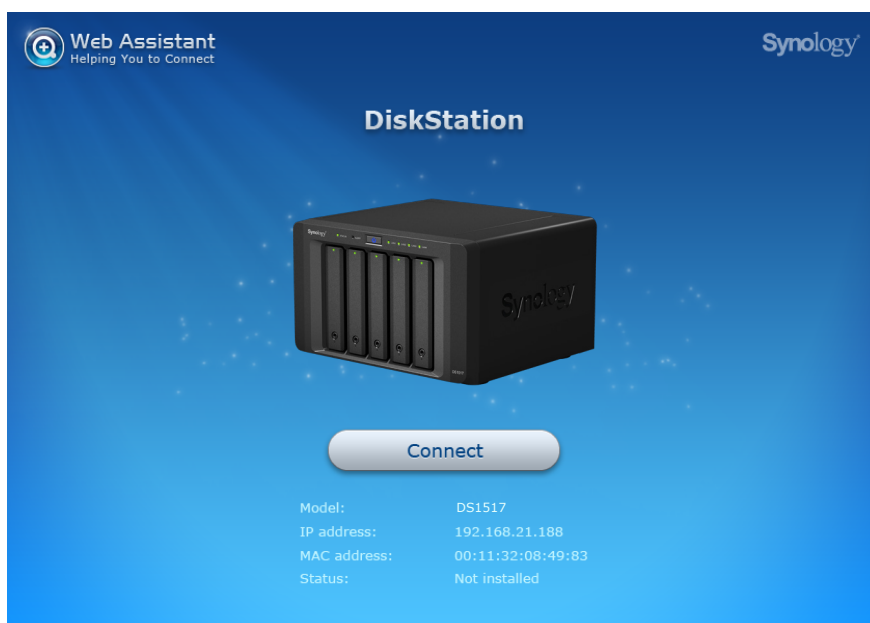 Web Assistant
Helping You to Connect
Synology
DiskStation
Synology
Synology
Connect
Model: DS1517
IP address: 192.168.21.188
MAC address: 00:11:32:08:49:83
Status: Not installed